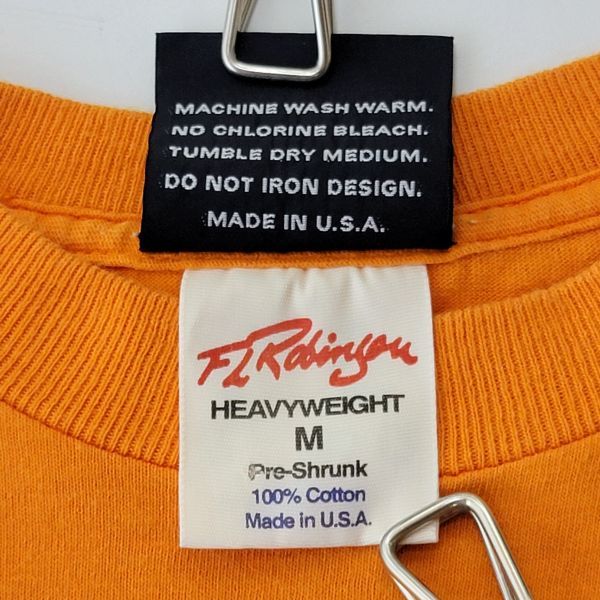 MACHINE WASH WARM.
NO CHLORINE BLEACH.
TUMBLE DRY MEDIUM.
DO NOT IRON DESIGN.
MADE IN U.S.A.
FL Robinson
HEAVYWEIGHT
M
Pre-Shrunk
100% Cotton
Made in U.S.A.